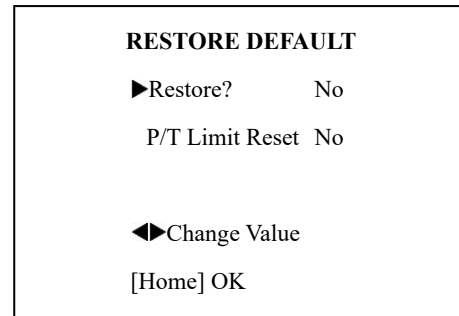 RESTORE DEFAULT
▶Restore? No
P/T Limit Reset No
◀▶Change Value
[Home] OK